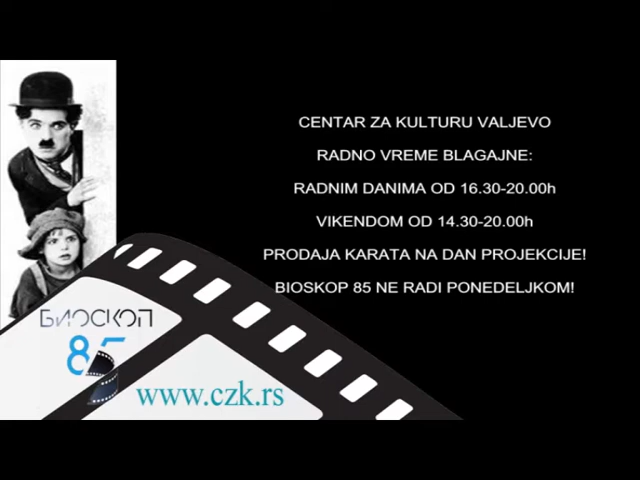 CENTAR ZA KULTURU VALJEVO
RADNO VREME BLAGAJNE:
RADNIM DANIMA OD 16.30-20.00h
VIKENDOM OD 14.30-20.00h
PRODAJA KARATA NA DAN PROJEKCIJE!
BIOSKOP 85 NE RADI PONEDELJKOM!
БИОСКОП
85
www.czk.rs